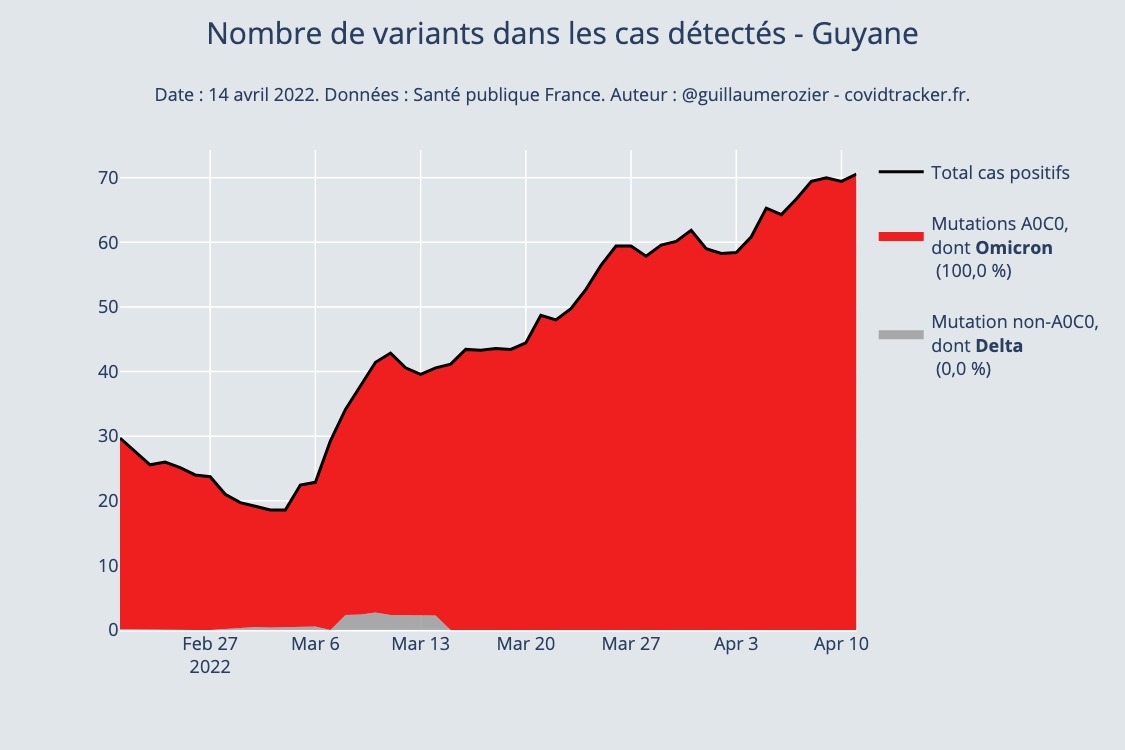 Nombre de variants dans les cas détectés - Guyane
Date : 14 avril 2022. Données : Santé publique France. Auteur : @guillaumerozier - covidtracker.fr.
70
60
50
40
30
20
10
0
Feb 27
2022
Mar 6
Mar 13
Mar 20
Mar 27
Apr 3
Apr 10
Total cas positifs
Mutations A0C0,
dont Omicron
(100,0 %)
Mutation non-A0C0,
dont Delta
(0,0 %)